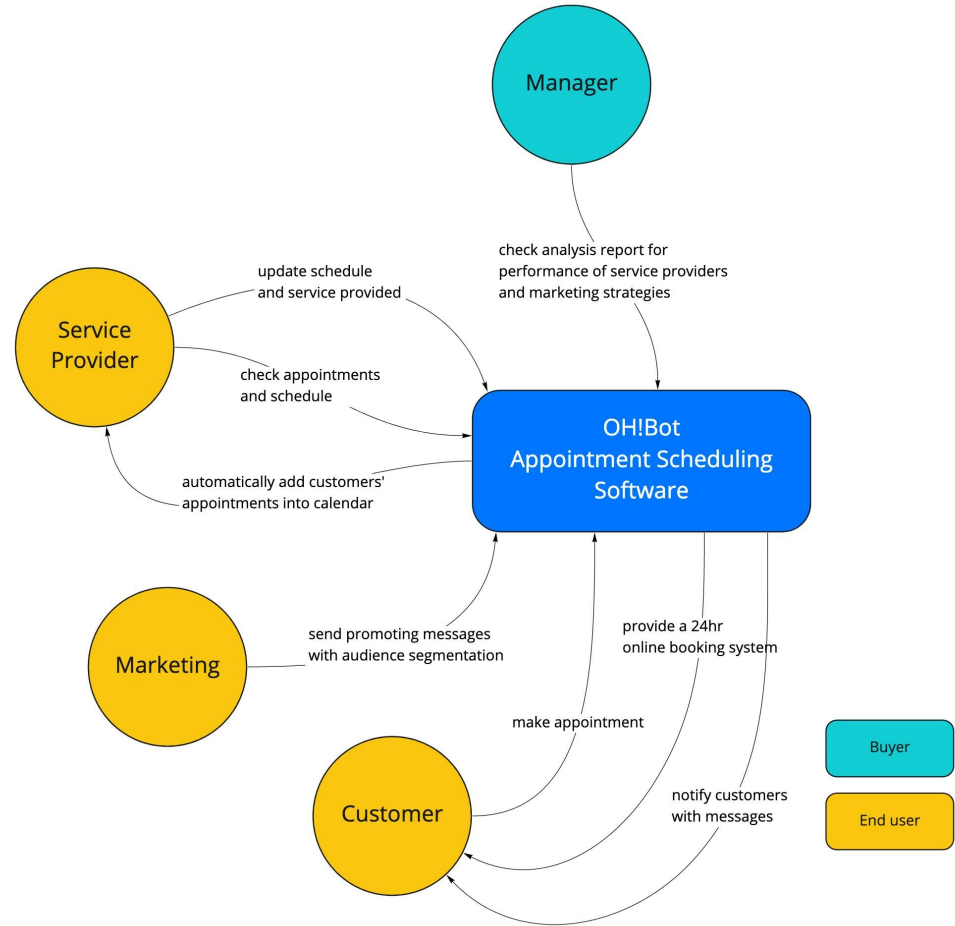 Manager
check analysis report for
performance of service providers
and marketing strategies
update schedule
and service provided
Service
Provider
check appointments
and schedule
OH!Bot
Appointment Scheduling
Software
automatically add customers'
appointments into calendar
send promoting messages
with audience segmentation
Marketing
provide a 24hr
online booking system
make appointment
Customer
notify customers
with messages
Buyer
End user